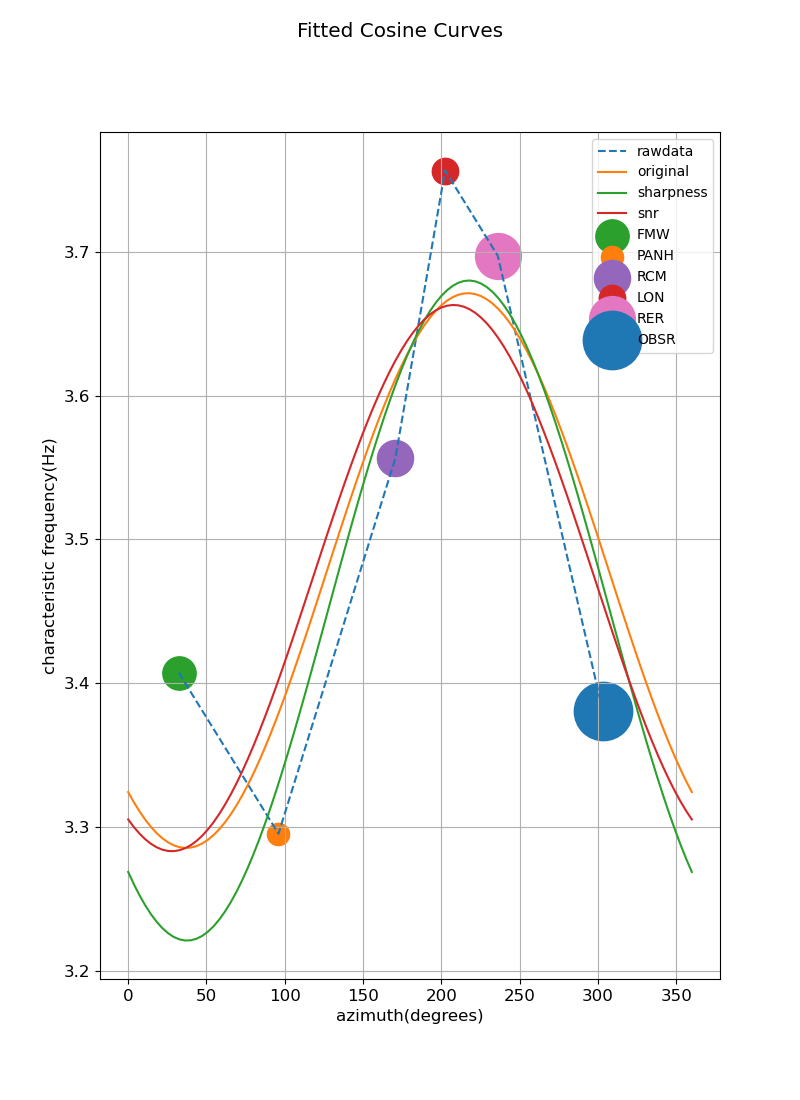 Fitted Cosine Curves
rawdata
original
sharpness
snr
FMW
PANH
RCM
LON
RER
OBSR
3.7
3.6
3.5
3.4
3.3
3.2
characteristic frequency(Hz)
0 50 100 150 200 250 300 350
azimuth(degrees)